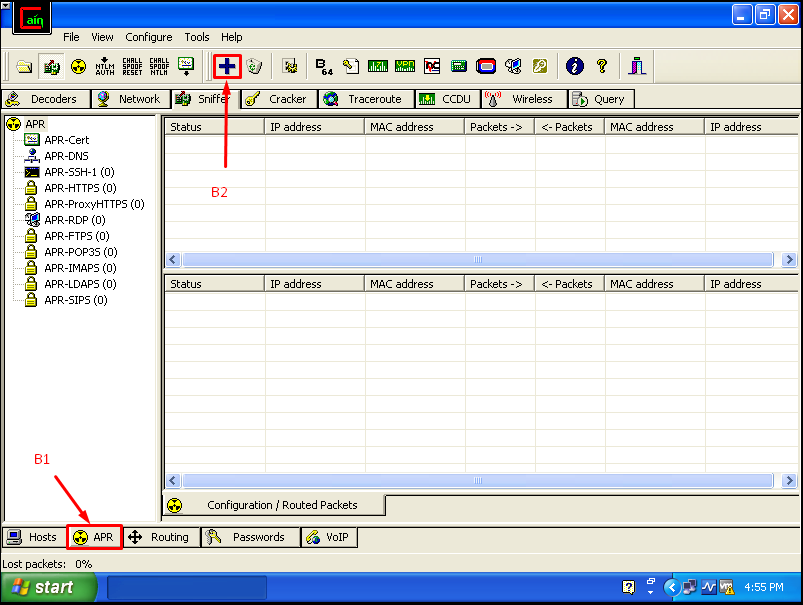 Cain
File View Configure Tools Help
NTLM AUTH CHALL SPOOF RESET CHALL SPOOF NTLM B 64
Decoders Network Sniffer Cracker Traceroute CCDU Wireless Query
APR
APR-Cert
APR-DNS
APR-SSH-1 (0)
APR-HTTPS (0)
APR-ProxyHTTPS (0)
APR-RDP (0)
APR-FTPS (0)
APR-POP3S (0)
APR-IMAPS (0)
APR-LDAPS (0)
APR-SIPS (0)
Status IP address MAC address Packets -> <- Packets MAC address IP address
B2
Status IP address MAC address Packets -> <- Packets MAC address IP address
B1
Configuration / Routed Packets
Hosts APR Routing Passwords VoIP
Lost packets: 0%
start 4:55 PM